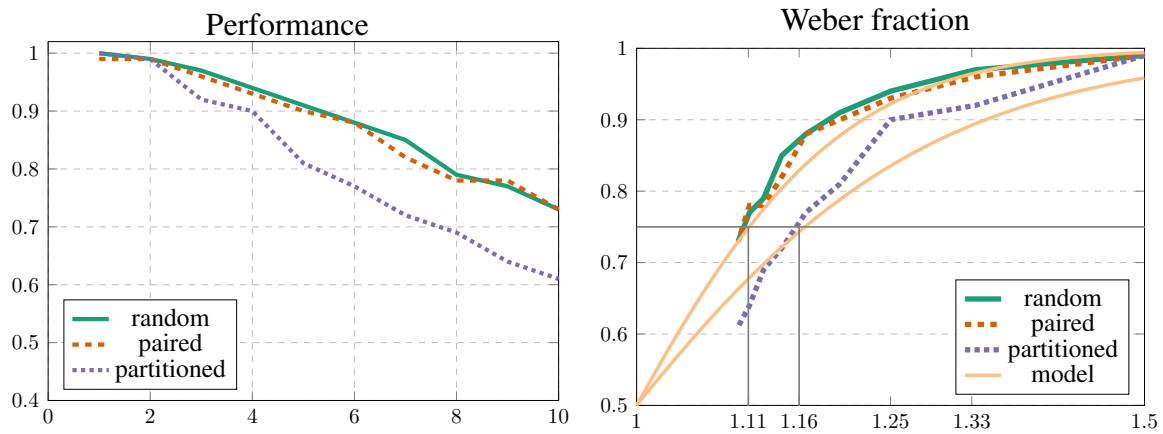 Performance
1
0.9
0.8
0.7
0.6
0.5
0.4
0 2 4 6 8 10
random
paired
partitioned
Weber fraction
1
0.9
0.8
0.7
0.6
0.5
1 1.11 1.16 1.25 1.33 1.5
random
paired
partitioned
model